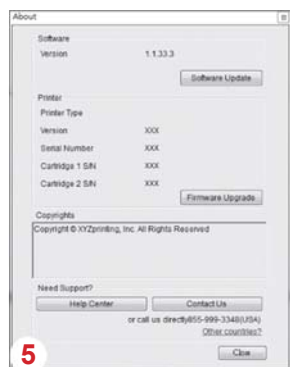 About
Software
Version 1.1.33.3
Software Update
Printer
Printer Type
Version XXX
Serial Number XXX
Cartridge 1 S/N XXX
Cartridge 2 S/N XXX
Firmware Upgrade
Copyrights
Copyright © XYZprinting, Inc. All Rights Reserved
Need Support?
Help Center Contact Us
or call us directly855-999-3348(USA)
Other countries?
5 Close